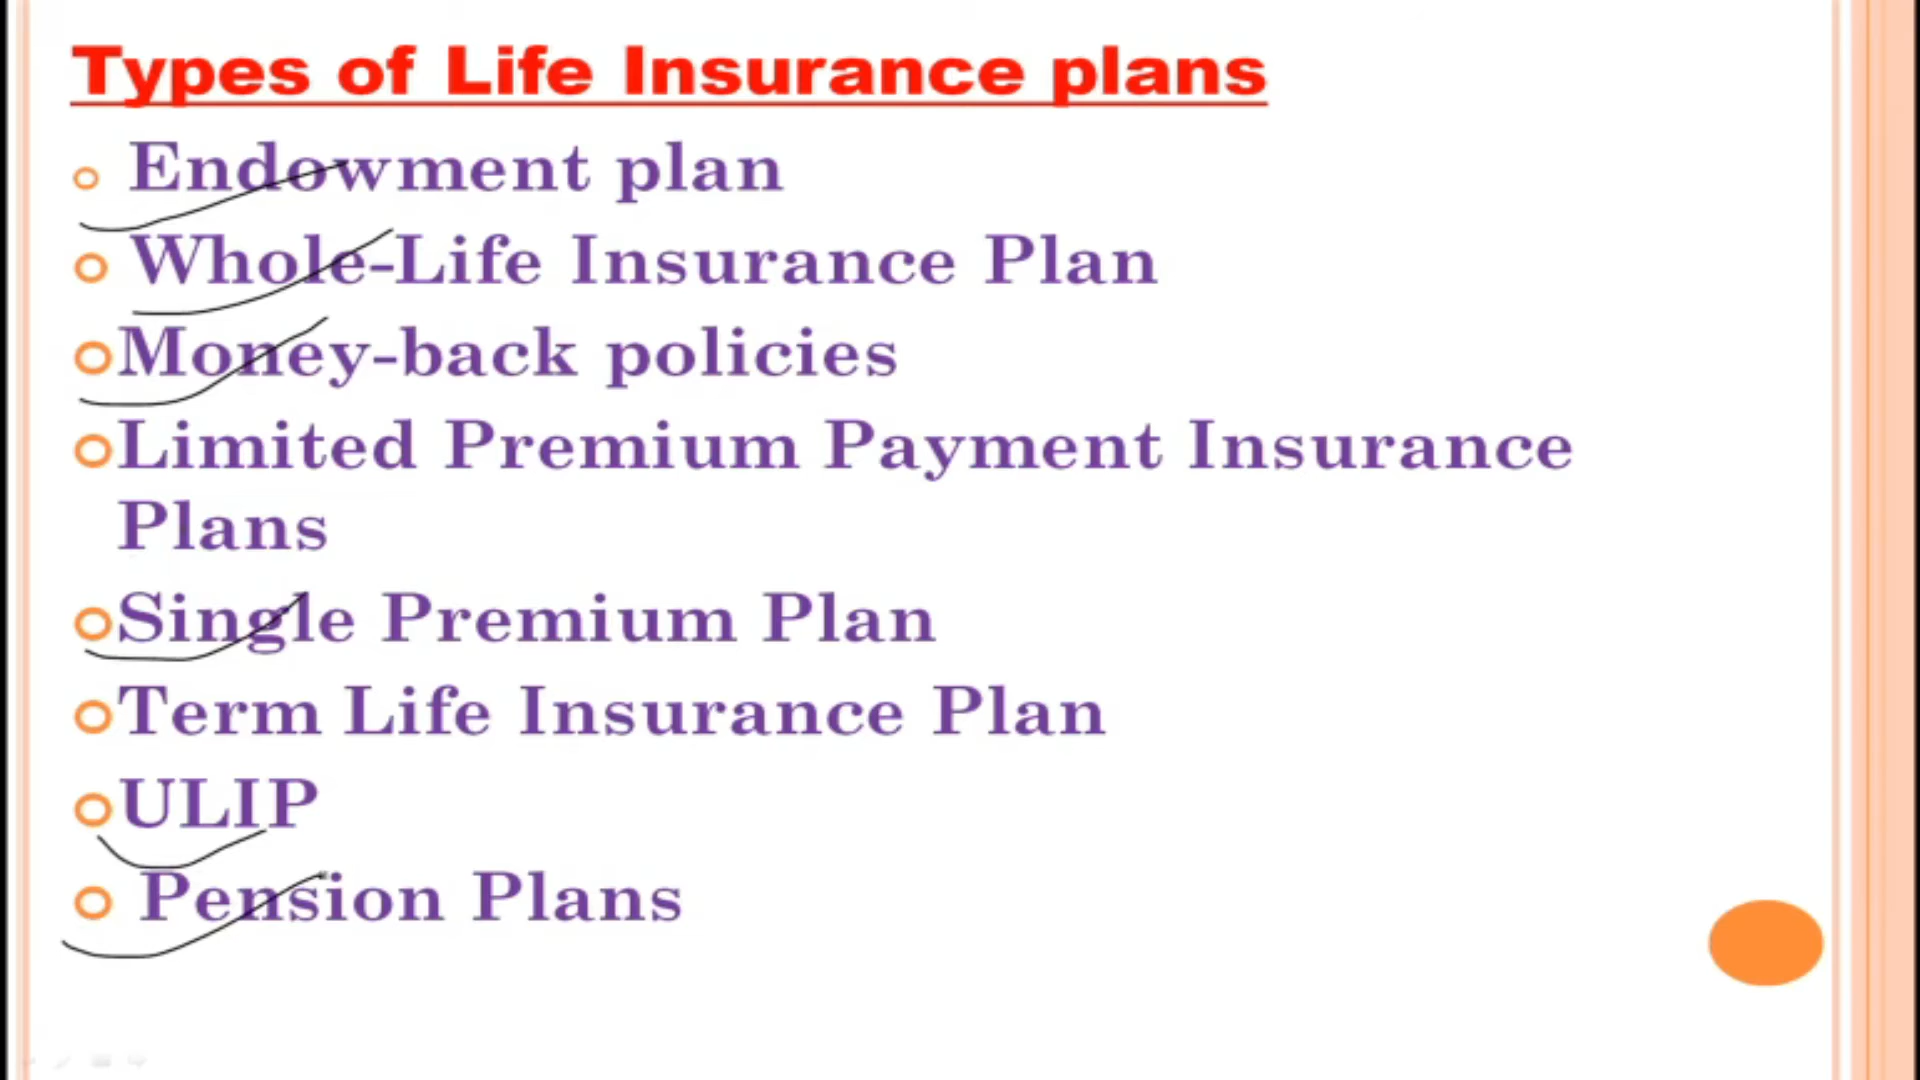 Types of Life Insurance plans
Endowment plan
Whole-Life Insurance Plan
Money-back policies
Limited Premium Payment Insurance
Plans
Single Premium Plan
Term Life Insurance Plan
ULIP
Pension Plans